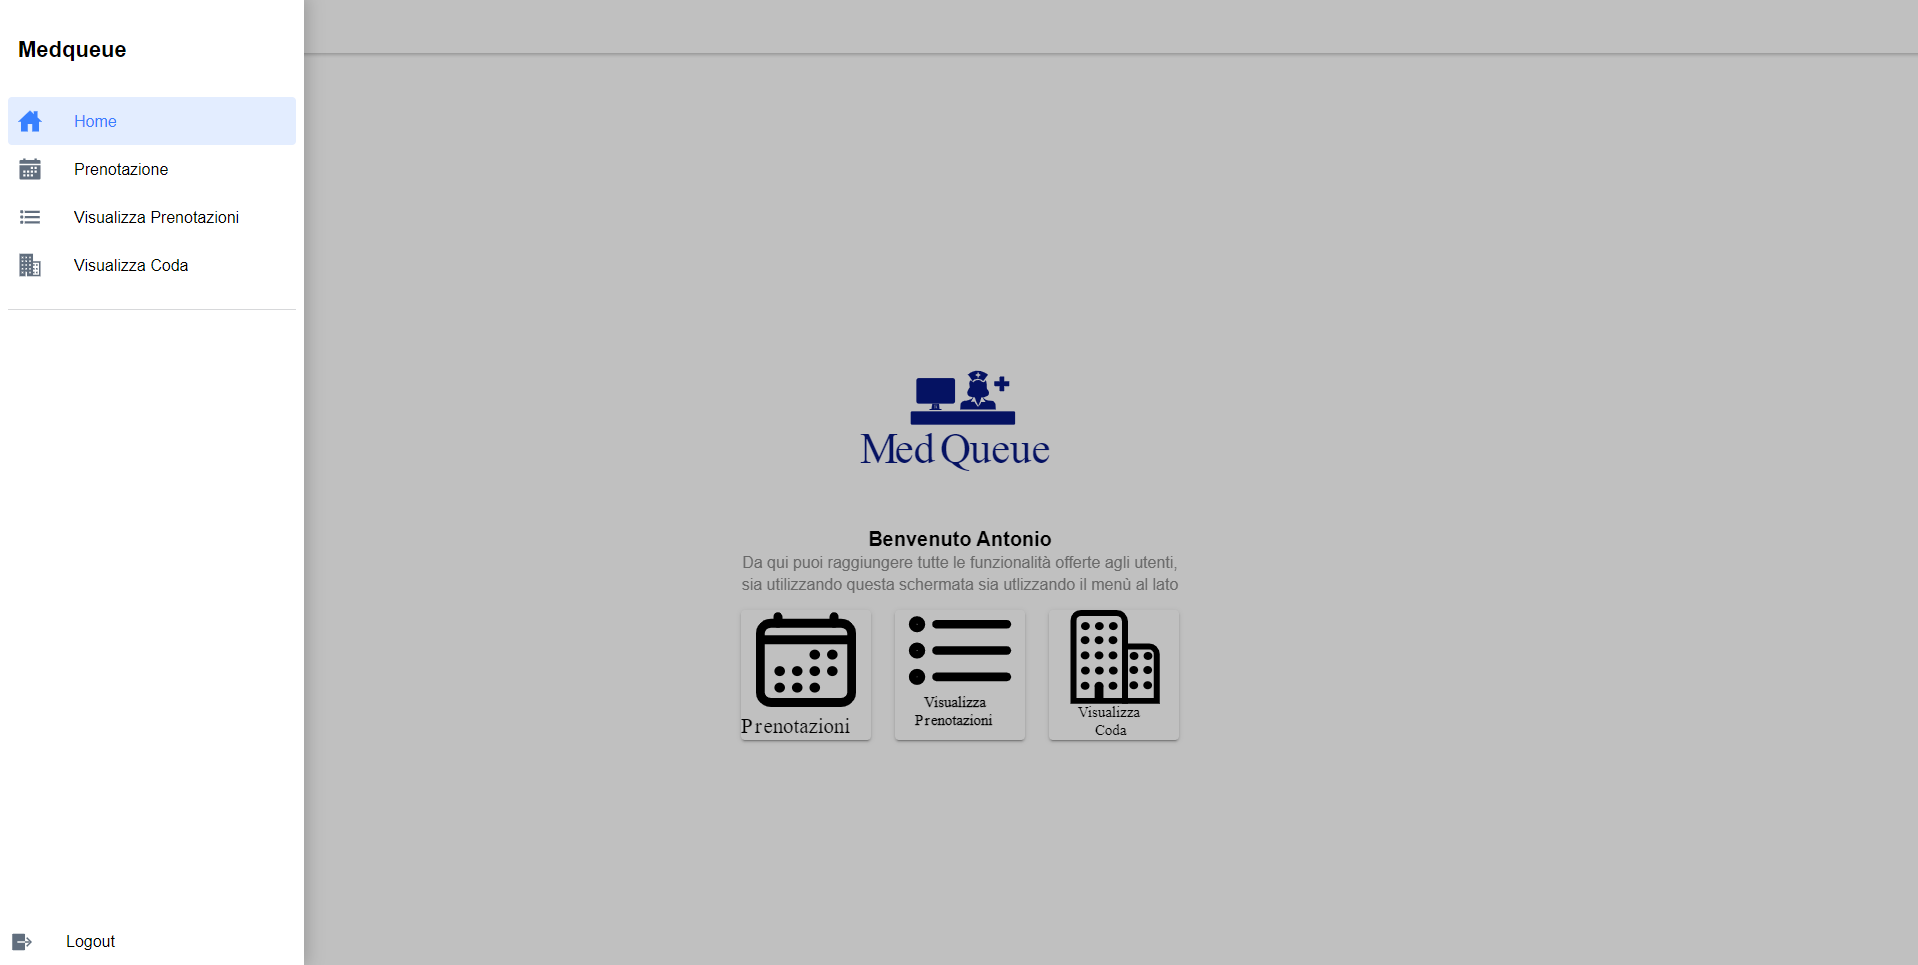 Medqueue
Home
Prenotazione
Visualizza Prenotazioni
Visualizza Coda
Logout
Med Queue
Benvenuto Antonio
Da qui puoi raggiungere tutte le funzionalità offerte agli utenti,
sia utilizzando questa schermata sia utlizzando il menù al lato
Prenotazioni
Visualizza
Prenotazioni
Visualizza
Coda